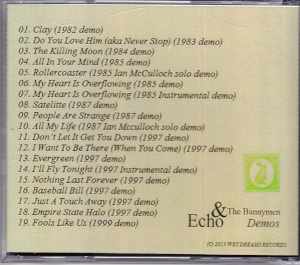 01. Clay (1982 demo)
02. Do You Love Him (aka Never Stop) (1983 demo)
03. The Killing Moon (1984 demo)
04. All In Your Mind (1985 demo)
05. Rollercoaster (1985 Ian McCulloch solo demo)
06. My Heart Is Overflowing (1985 demo)
07. My Heart Is Overflowing (1985 Instrumental demo)
08. Satelitte (1987 demo)
09. People Are Strange (1987 demo)
10. All My Life (1987 Ian Mcculloch solo demo)
11. Don't Let It Get You Down (1997 demo)
12. I Want To Be There (When You Come) (1997 demo)
13. Evergreen (1997 demo)
14. I'll Fly Tonight (1997 Instrumental demo)
15. Nothing Last Forever (1997 demo)
16. Baseball Bill (1997 demo)
17. Just A Touch Away (1997 demo)
18. Empire State Halo (1997 demo)
19. Fools Like Us (1999 demo)
2
Echo & The Bunnymen
Demos
(C) 2013 WET DREAMS RECORDS